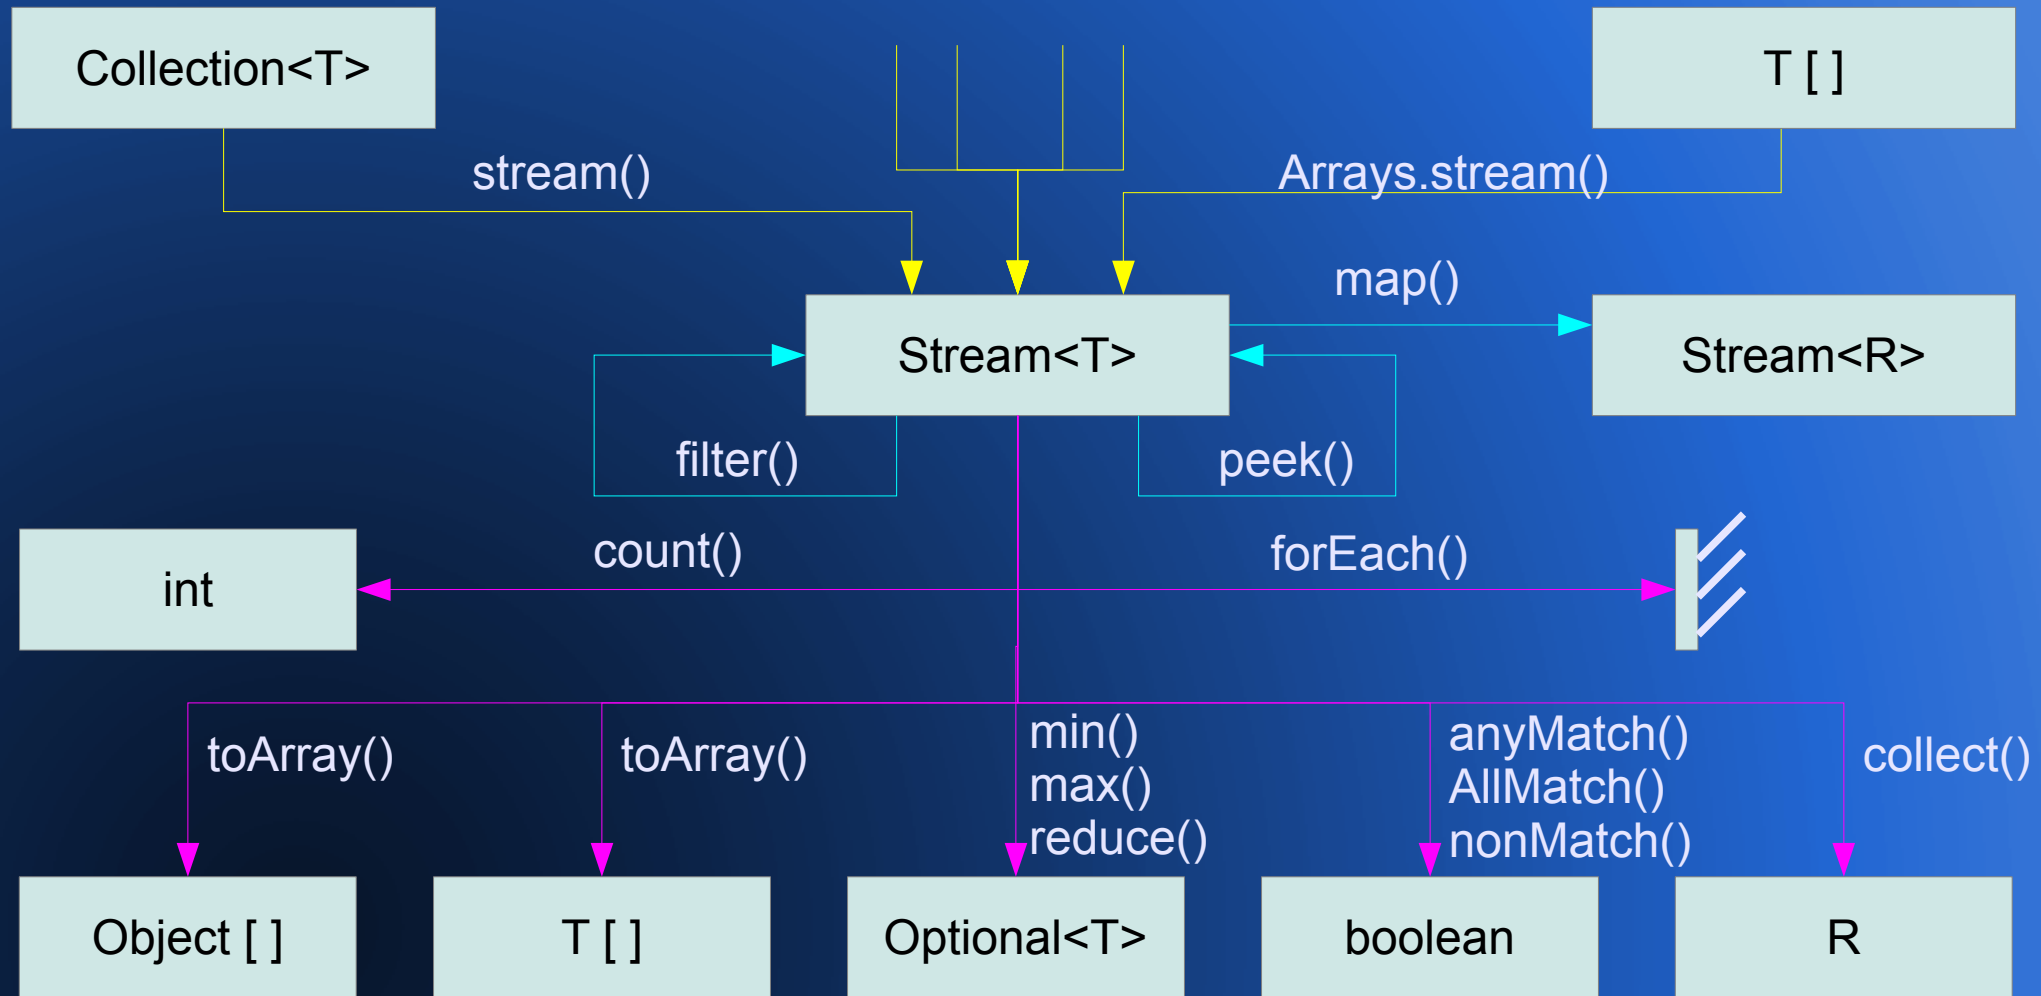 Collection<T>
T [ ]
stream()
Arrays.stream()
map()
Stream<T>
Stream<R>
filter()
peek()
count()
forEach()
int
toArray()
toArray()
min()
max()
reduce()
anyMatch()
AllMatch()
nonMatch()
collect()
Object [ ]
T [ ]
Optional<T>
boolean
R